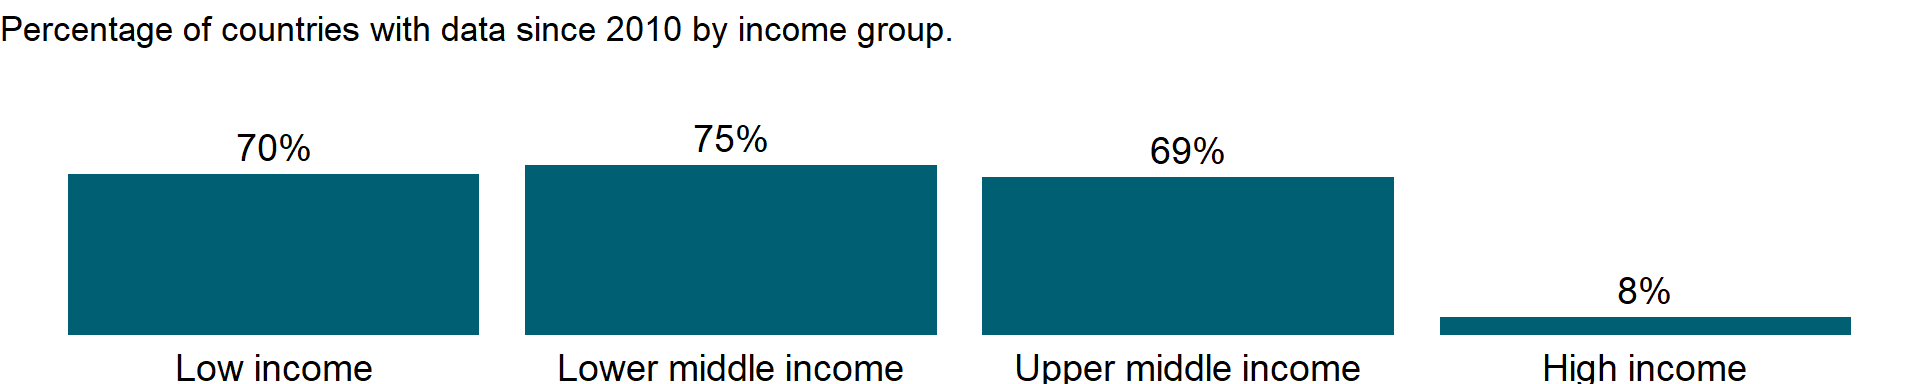 Percentage of countries with data since 2010 by income group.
70%
75%
69%
8%
Low income
Lower middle income
Upper middle income
High income